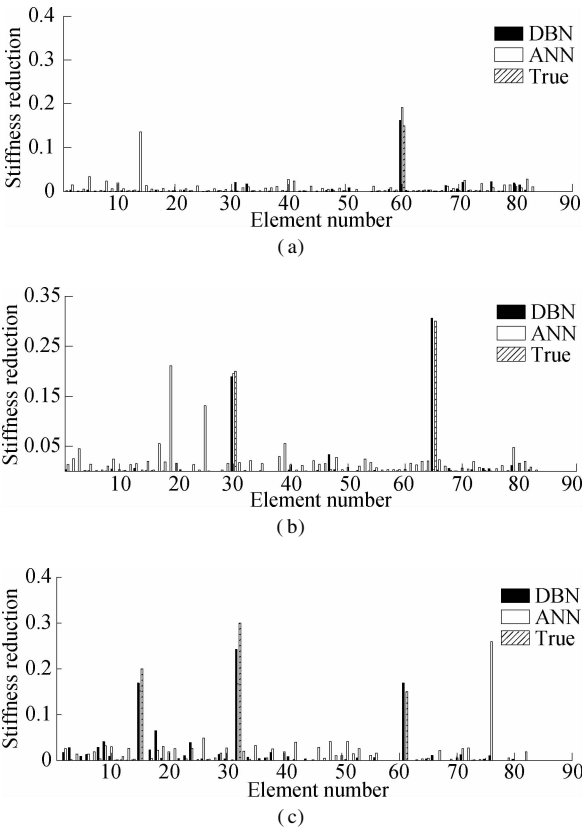 0.4
0.3
0.2
0.1
0
Stiffness reduction
DBN
ANN
True
10 20 30 40 50 60 70 80 90
Element number
(a)
0.35
0.25
0.15
0.05
Stiffness reduction
DBN
ANN
True
10 20 30 40 50 60 70 80 90
Element number
(b)
0.4
0.3
0.2
0.1
0
Stiffness reduction
DBN
ANN
True
10 20 30 40 50 60 70 80 90
Element number
(c)